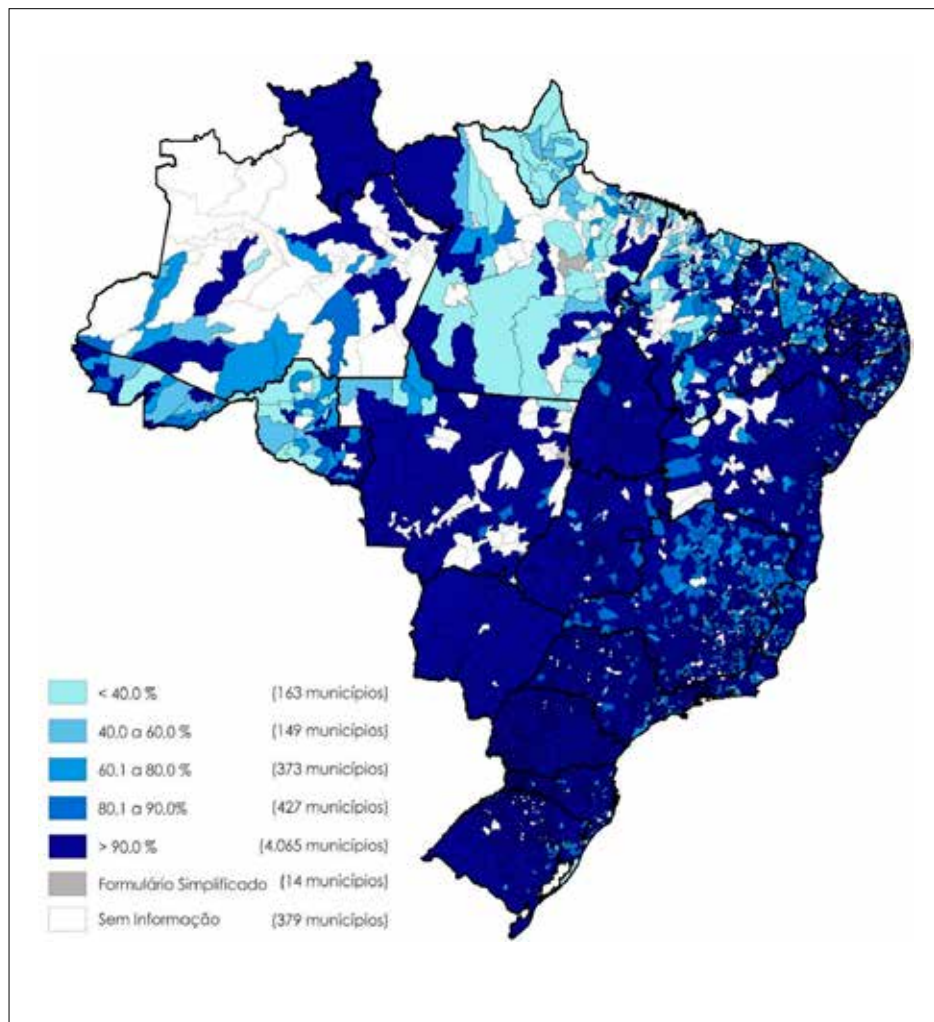 < 40.0 % (163 municípios)
40.0 a 60.0 % (149 municípios)
60.1 a 80.0 % (373 municípios)
80.1 a 90.0% (427 municípios)
> 90.0 % (4.065 municípios)
Formulário Simplificado (14 municípios)
Sem Informação (379 municípios)